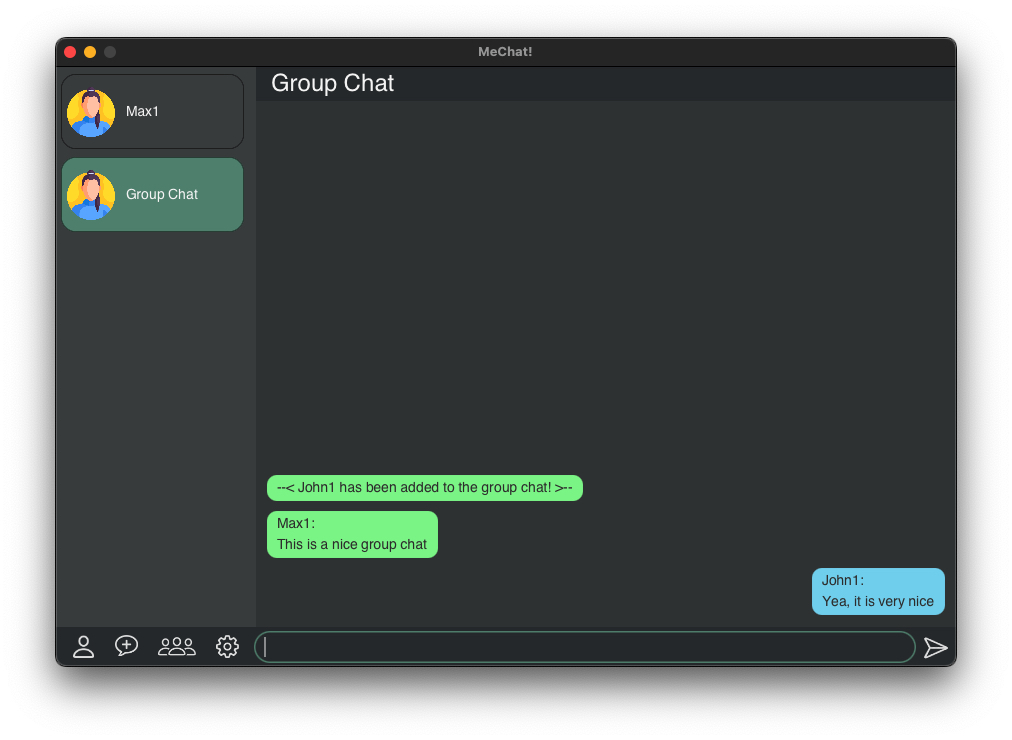 MeChat!
Max1
Group Chat
Group Chat
--< John1 has been added to the group chat! >--
Max1:
This is a nice group chat
John1:
Yea, it is very nice